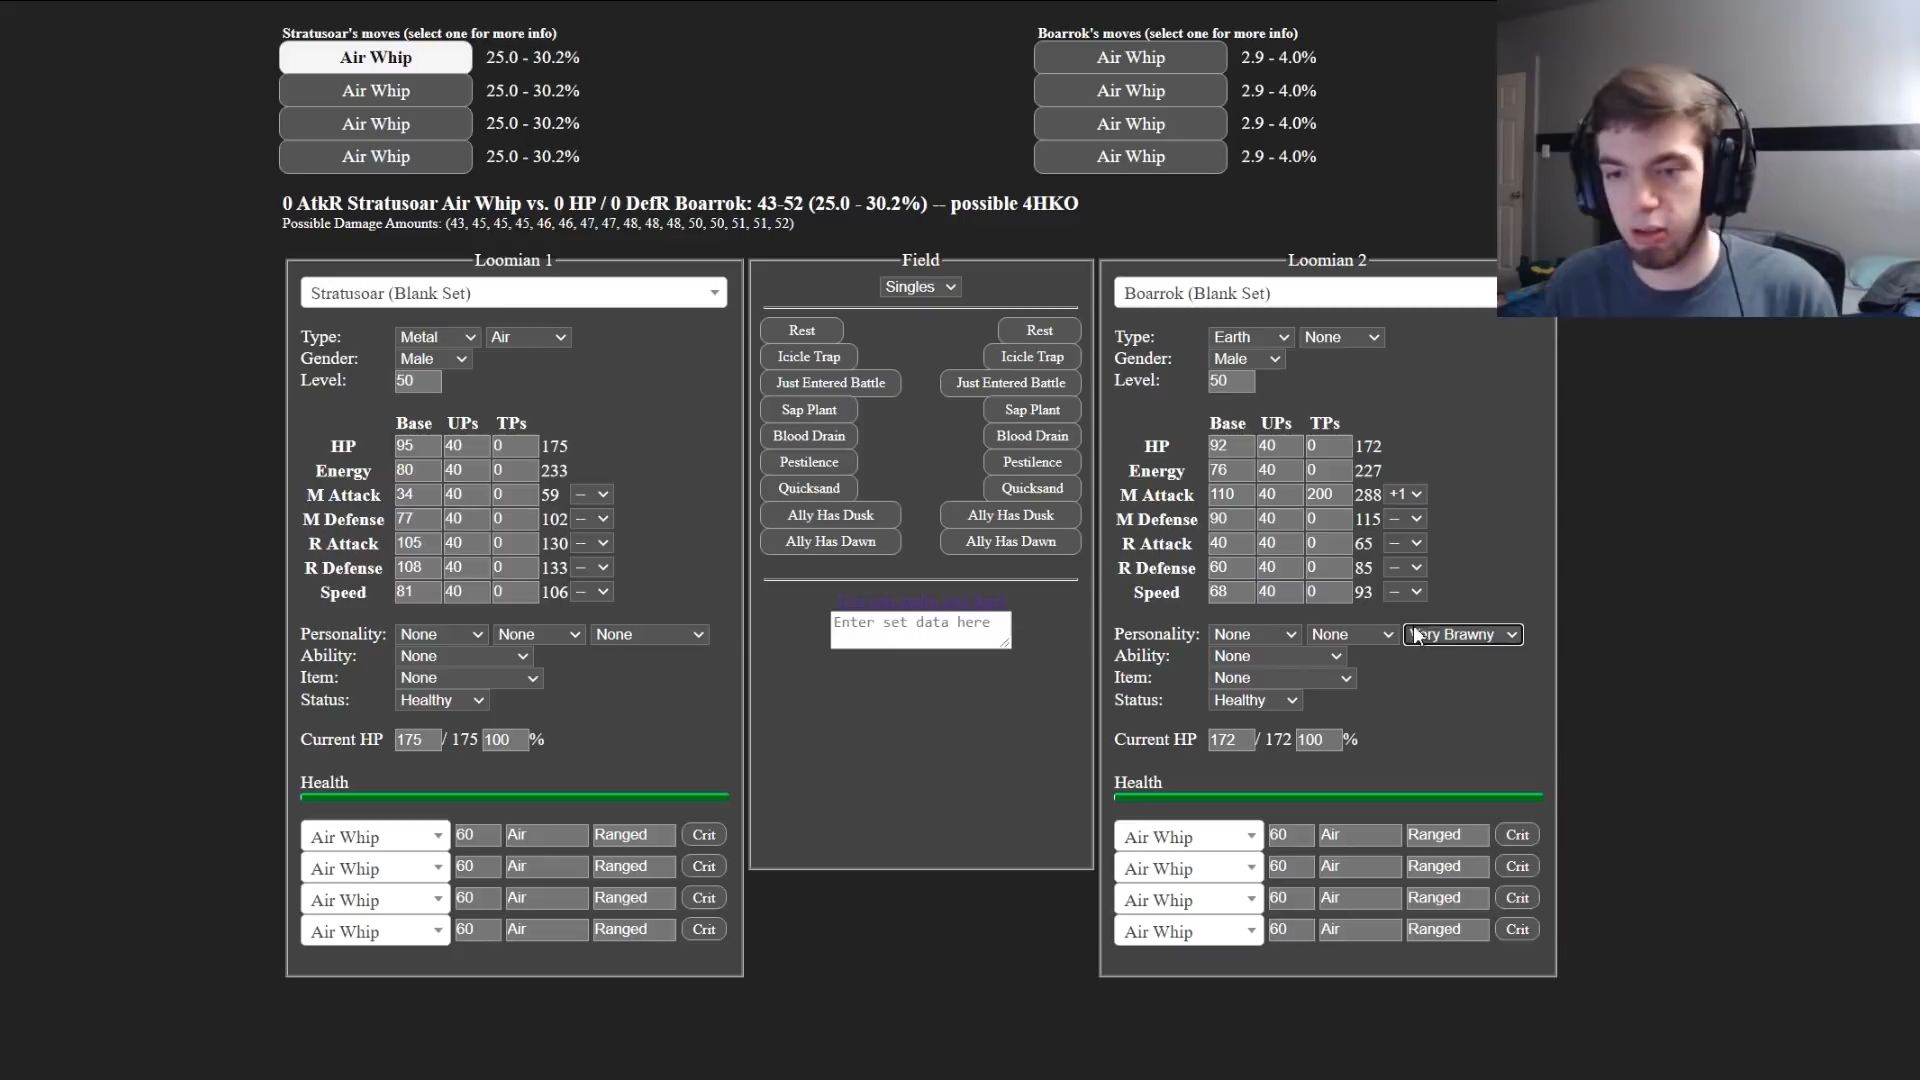 Stratusoar's moves (select one for more info)
Air Whip 25.0 - 30.2%
Air Whip 25.0 - 30.2%
Air Whip 25.0 - 30.2%
Air Whip 25.0 - 30.2%
Boarrok's moves (select one for more info)
Air Whip 2.9 - 4.0%
Air Whip 2.9 - 4.0%
Air Whip 2.9 - 4.0%
Air Whip 2.9 - 4.0%
0 AtkR Stratusoar Air Whip vs. 0 HP / 0 DefR Boarrok: 43-52 (25.0 - 30.2%) -- possible 4HKO
Possible Damage Amounts: (43, 45, 45, 45, 46, 46, 47, 47, 48, 48, 48, 50, 50, 51, 51, 52)
Loomian 1
Stratusoar (Blank Set)
Type: Metal Air
Gender: Male
Level: 50
Base UPs TPs
HP 95 40 0 175
Energy 80 40 0 233
M Attack 34 40 0 59 --
M Defense 77 40 0 102 --
R Attack 105 40 0 130 --
R Defense 108 40 0 133 --
Speed 81 40 0 106 --
Personality: None None None
Ability: None
Item: None
Status: Healthy
Current HP 175 / 175 100 %
Health
Air Whip 60 Air Ranged Crit
Air Whip 60 Air Ranged Crit
Air Whip 60 Air Ranged Crit
Air Whip 60 Air Ranged Crit
Field
Singles
Rest Rest
Icicle Trap Icicle Trap
Just Entered Battle Just Entered Battle
Sap Plant Sap Plant
Blood Drain Blood Drain
Pestilence Pestilence
Quicksand Quicksand
Ally Has Dusk Ally Has Dusk
Ally Has Dawn Ally Has Dawn
Enter set data here
Loomian 2
Boarrok (Blank Set)
Type: Earth None
Gender: Male
Level: 50
Base UPs TPs
HP 92 40 0 172
Energy 76 40 0 227
M Attack 110 40 200 288 +1
M Defense 90 40 0 115 --
R Attack 40 40 0 65 --
R Defense 60 40 0 85 --
Speed 68 40 0 93 --
Personality: None None Very Brawny
Ability: None
Item: None
Status: Healthy
Current HP 172 / 172 100 %
Health
Air Whip 60 Air Ranged Crit
Air Whip 60 Air Ranged Crit
Air Whip 60 Air Ranged Crit
Air Whip 60 Air Ranged Crit